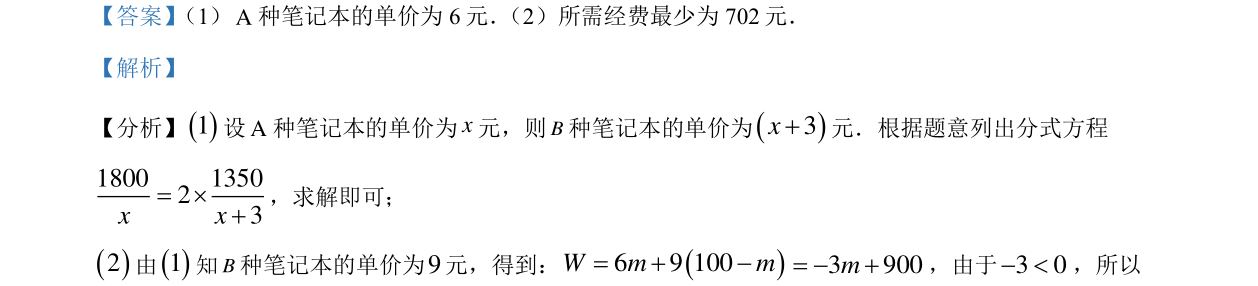 【答案】（1） A 种笔记本的单价为 6 元．（2）所需经费最少为 702 元．
【解析】
【分析】(1) 设 A 种笔记本的单价为 x 元，则 B 种笔记本的单价为 (x+3) 元．根据题意列出分式方程
1800/x = 2×1350/(x+3)，求解即可；
(2) 由 (1) 知 B 种笔记本的单价为 9 元，得到：W = 6m+9(100−m) = −3m+900，由于 −3<0，所以